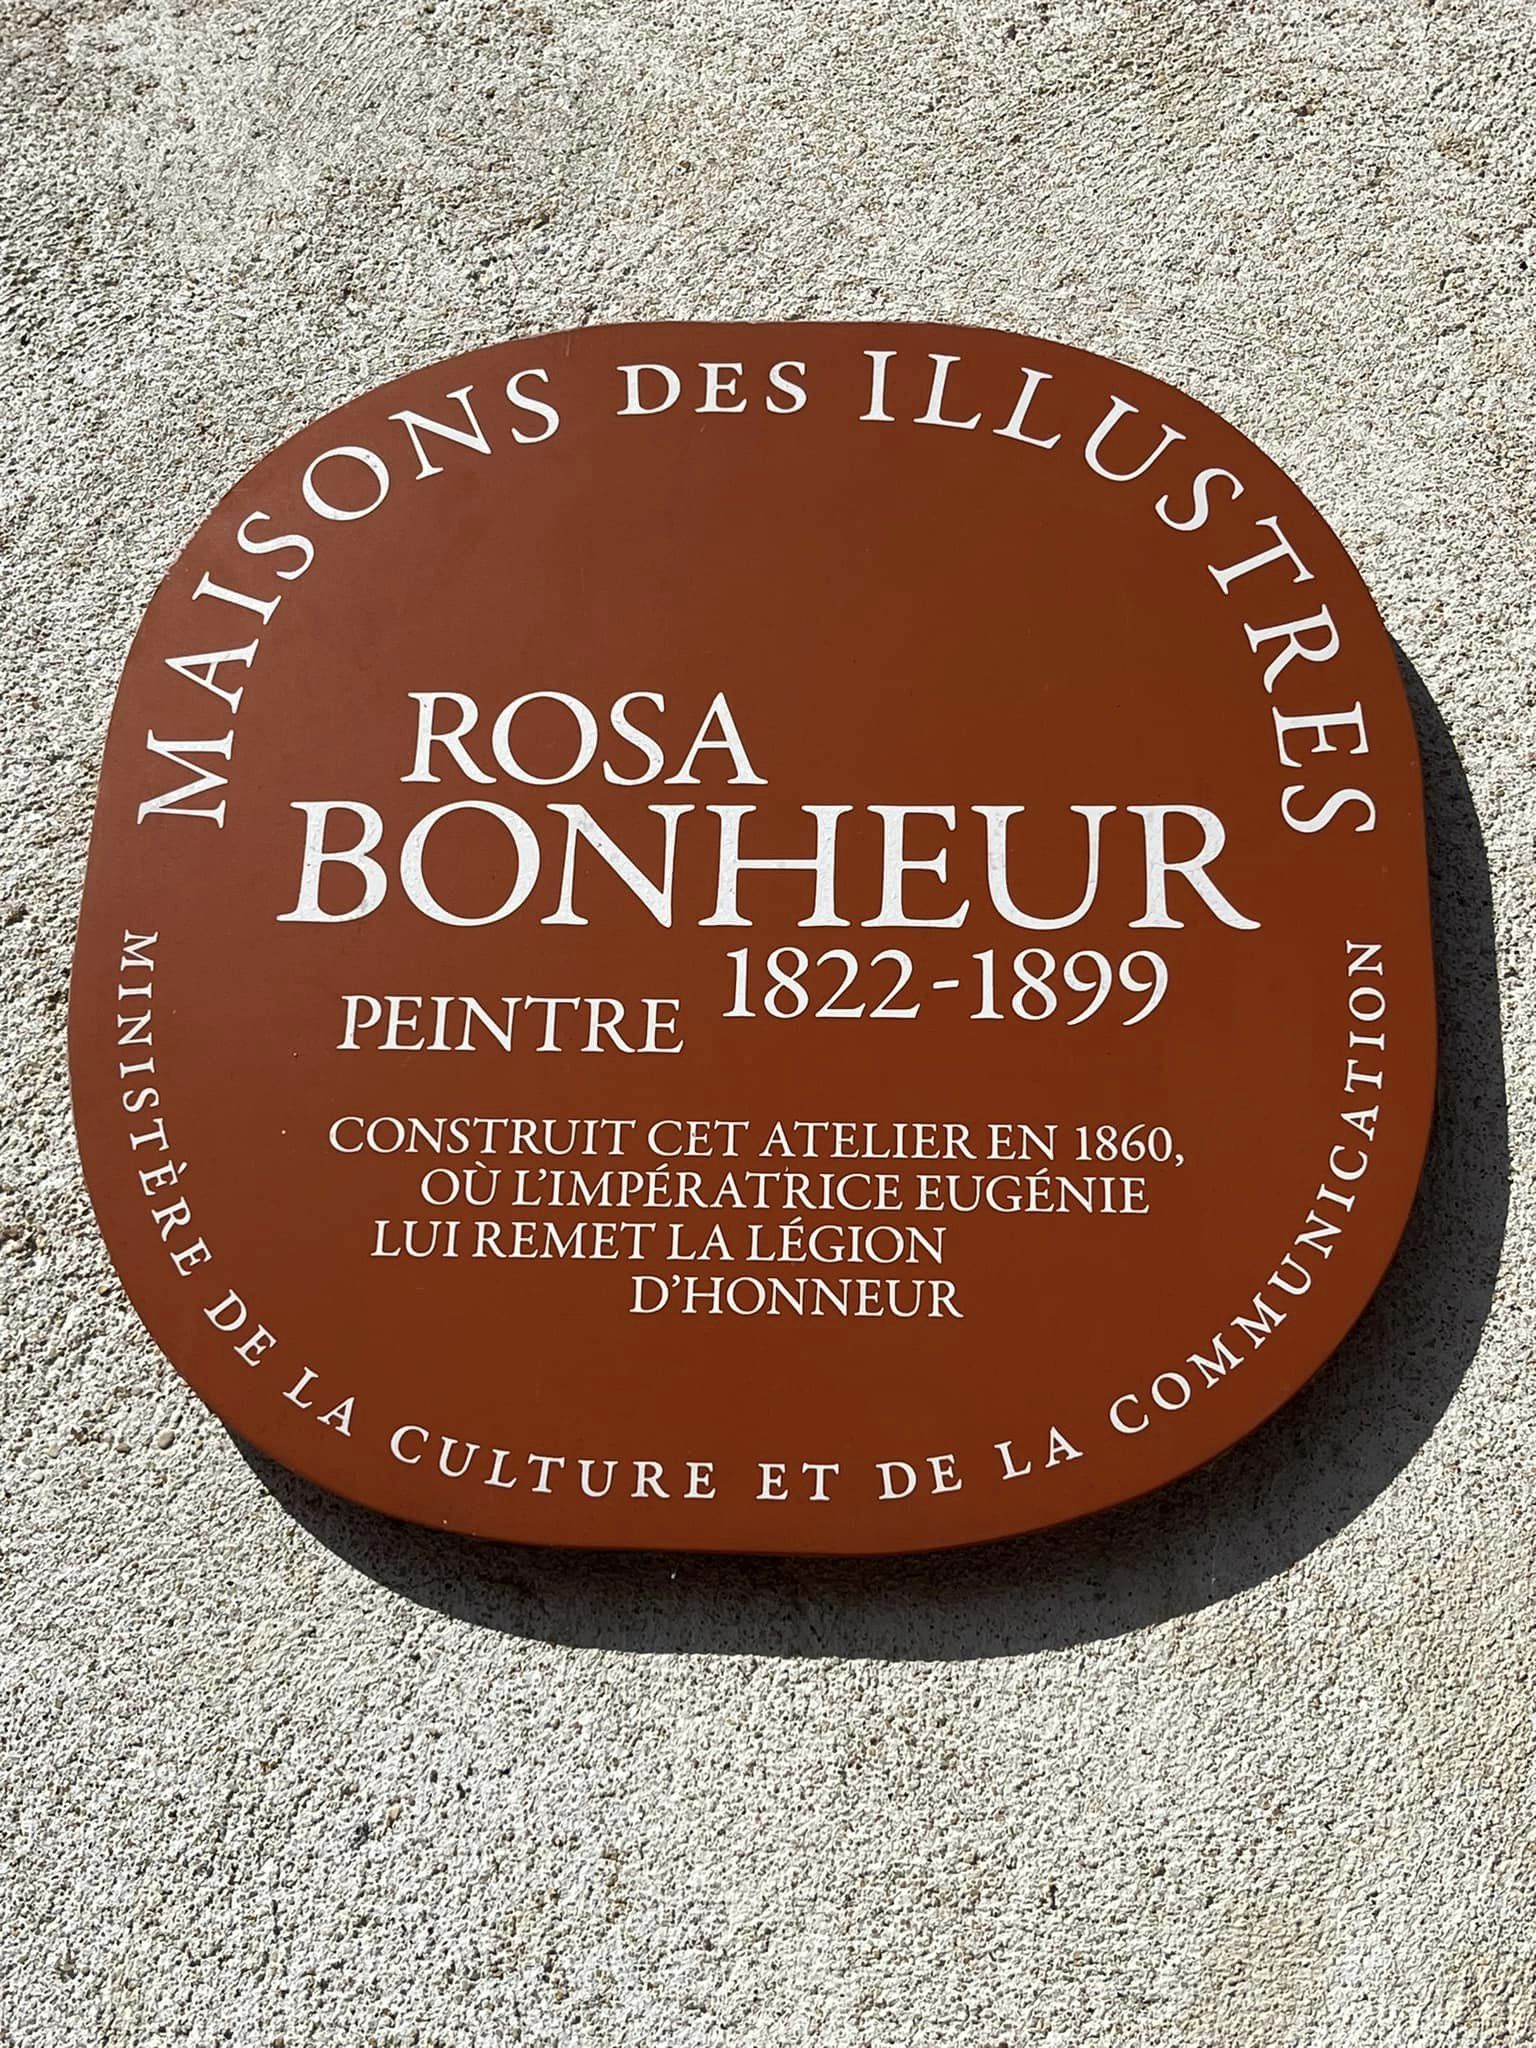 MAISONS DES ILLUSTRES
ROSA
BONHEUR
1822-1899
PEINTRE
CONSTRUIT CET ATELIER EN 1860,
OÙ L'IMPÉRATRICE EUGÉNIE
LUI REMET LA LÉGION
D'HONNEUR
MINISTÈRE DE LA CULTURE ET DE LA COMMUNICATION